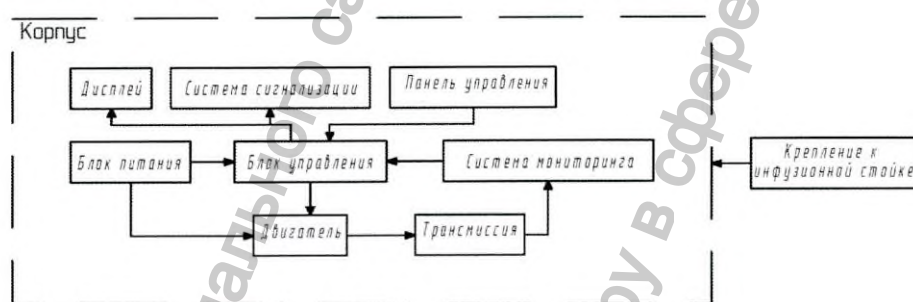 Корпус
Дисплей
Система сигнализации
Панель управления
Блок питания
Блок управления
Система мониторинга
Крепление к
инфузионной стойке
Двигатель
Трансмиссия